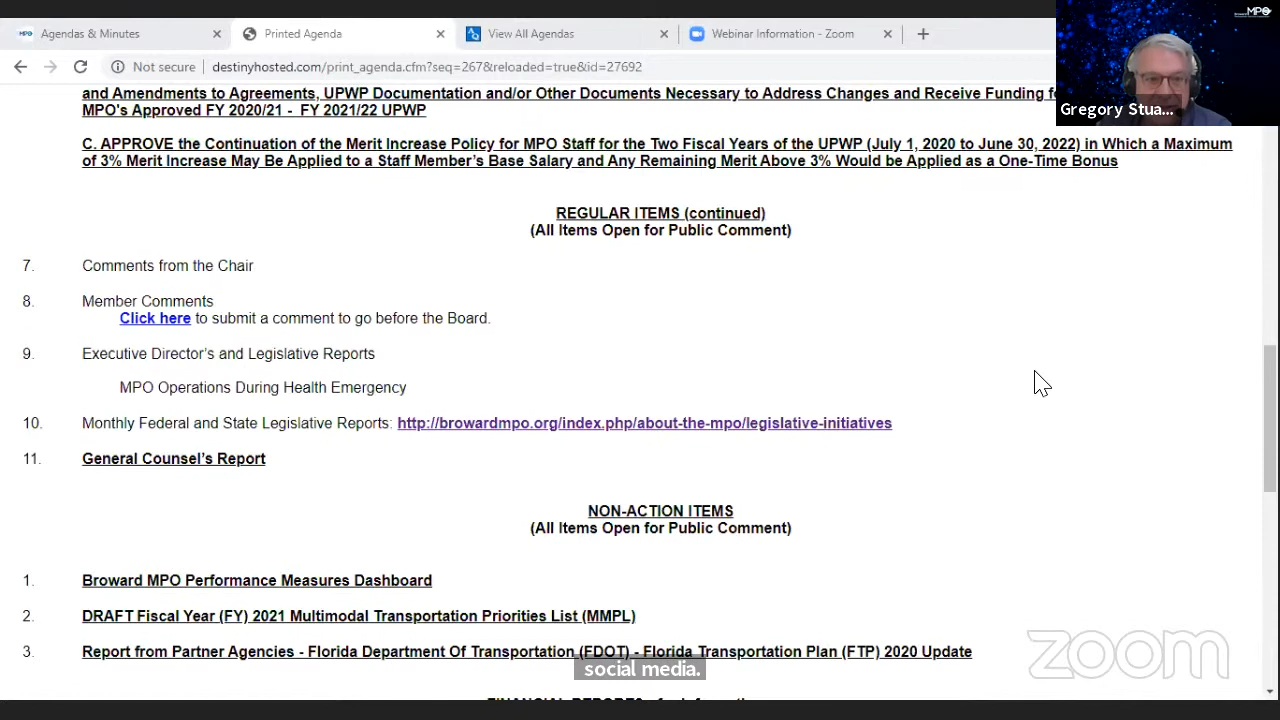 Agendas & Minutes
Printed Agenda
View All Agendas
Webinar Information - Zoom
MPO
Not secure
destinyhosted.com/print_agenda.cfm?seq=267&reloaded=true&id=27692
Gregory Stua...
and Amendments to Agreements, UPWP Documentation and/or Other Documents Necessary to Address Changes and Receive Funding fo
MPO's Approved FY 2020/21 - FY 2021/22 UPWP
C. APPROVE the Continuation of the Merit Increase Policy for MPO Staff for the Two Fiscal Years of the UPWP (July 1, 2020 to June 30, 2022) in Which a Maximum
of 3% Merit Increase May Be Applied to a Staff Member's Base Salary and Any Remaining Merit Above 3% Would be Applied as a One-Time Bonus
REGULAR ITEMS (continued)
(All Items Open for Public Comment)
7. Comments from the Chair
8. Member Comments
Click here to submit a comment to go before the Board.
9. Executive Director's and Legislative Reports
MPO Operations During Health Emergency
10. Monthly Federal and State Legislative Reports: http://browardmpo.org/index.php/about-the-mpo/legislative-initiatives
11. General Counsel's Report
NON-ACTION ITEMS
(All Items Open for Public Comment)
1. Broward MPO Performance Measures Dashboard
2. DRAFT Fiscal Year (FY) 2021 Multimodal Transportation Priorities List (MMPL)
3. Report from Partner Agencies - Florida Department Of Transportation (FDOT) - Florida Transportation Plan (FTP) 2020 Update
social media.
zoom